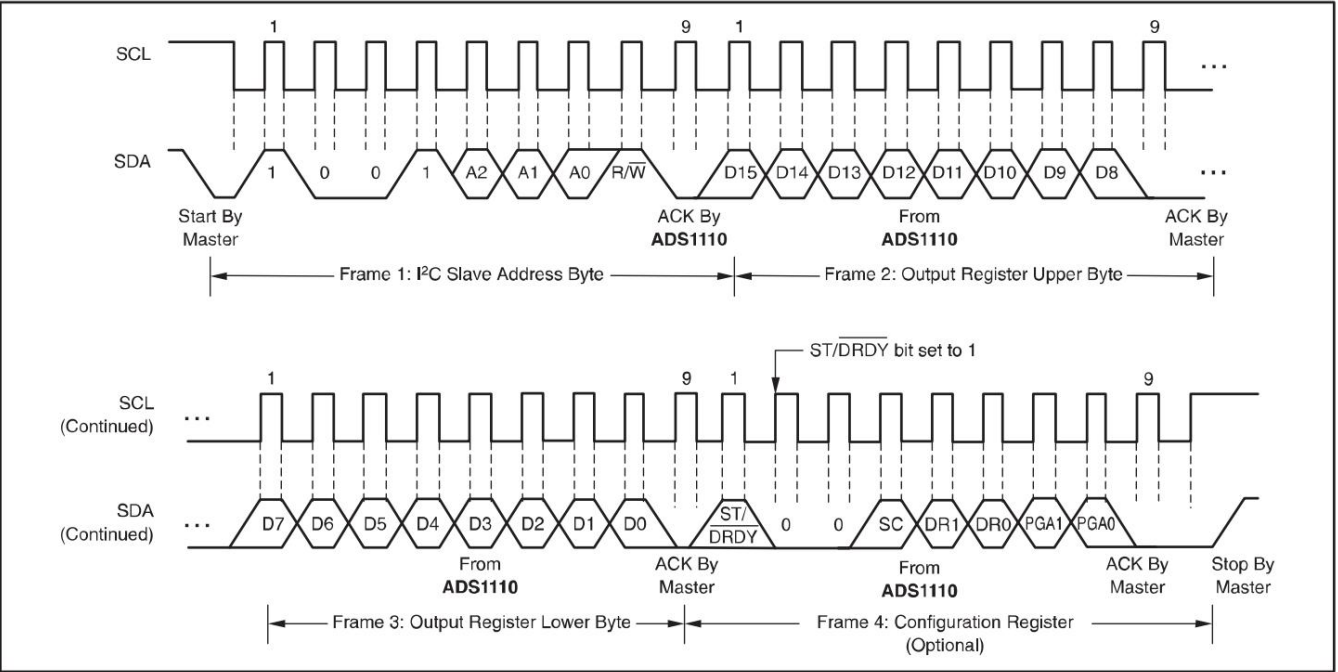 1 9 1 9
SCL
...
SDA
1 0 0 1 A2 A1 A0 R/W̅ D15 D14 D13 D12 D11 D10 D9 D8 ...
Start By
Master
ACK By
ADS1110
From
ADS1110
ACK By
Master
Frame 1: I²C Slave Address Byte
Frame 2: Output Register Upper Byte
ST/D̅R̅D̅Y̅ bit set to 1
1 9 1 9
SCL
(Continued)
...
SDA
(Continued)
... D7 D6 D5 D4 D3 D2 D1 D0 ST/
D̅R̅D̅Y̅
0 0 SC DR1 DR0 PGA1 PGA0
From
ADS1110
ACK By
Master
From
ADS1110
ACK By
Master
Stop By
Master
Frame 3: Output Register Lower Byte
Frame 4: Configuration Register
(Optional)